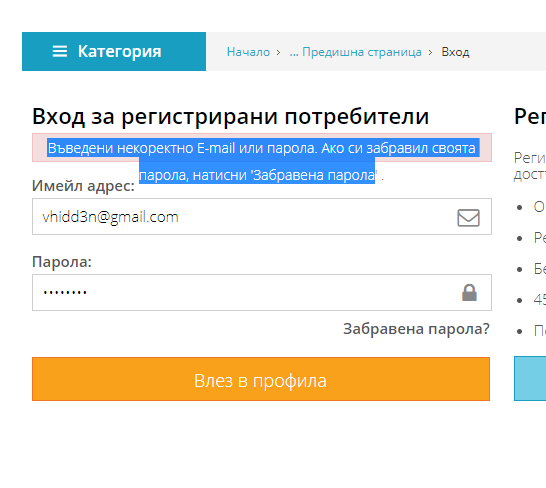 Категория
Начало › ... Предишна страница › Вход
Вход за регистрирани потребители
Въведени некоректно E-mail или парола. Ако си забравил своята
парола, натисни 'Забравена парола' .
Имейл адрес:
vhidd3n@gmail.com
Парола:
••••••••
Забравена парола?
Влез в профила